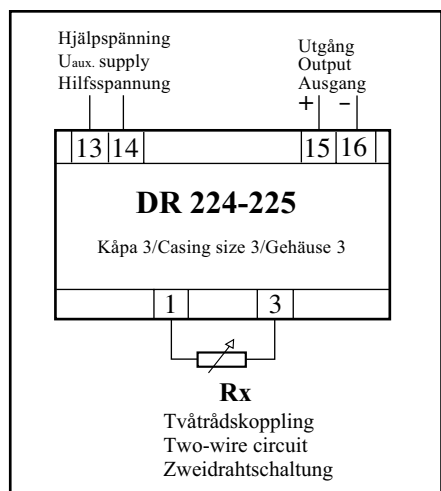 Hjälpspänning
Uaux. supply
Hilfsspannung
Utgång
Output
Ausgang
+ −
13 14 15 16
DR 224-225
Kåpa 3/Casing size 3/Gehäuse 3
1 3
Rx
Tvåtrådskoppling
Two-wire circuit
Zweidrahtschaltung